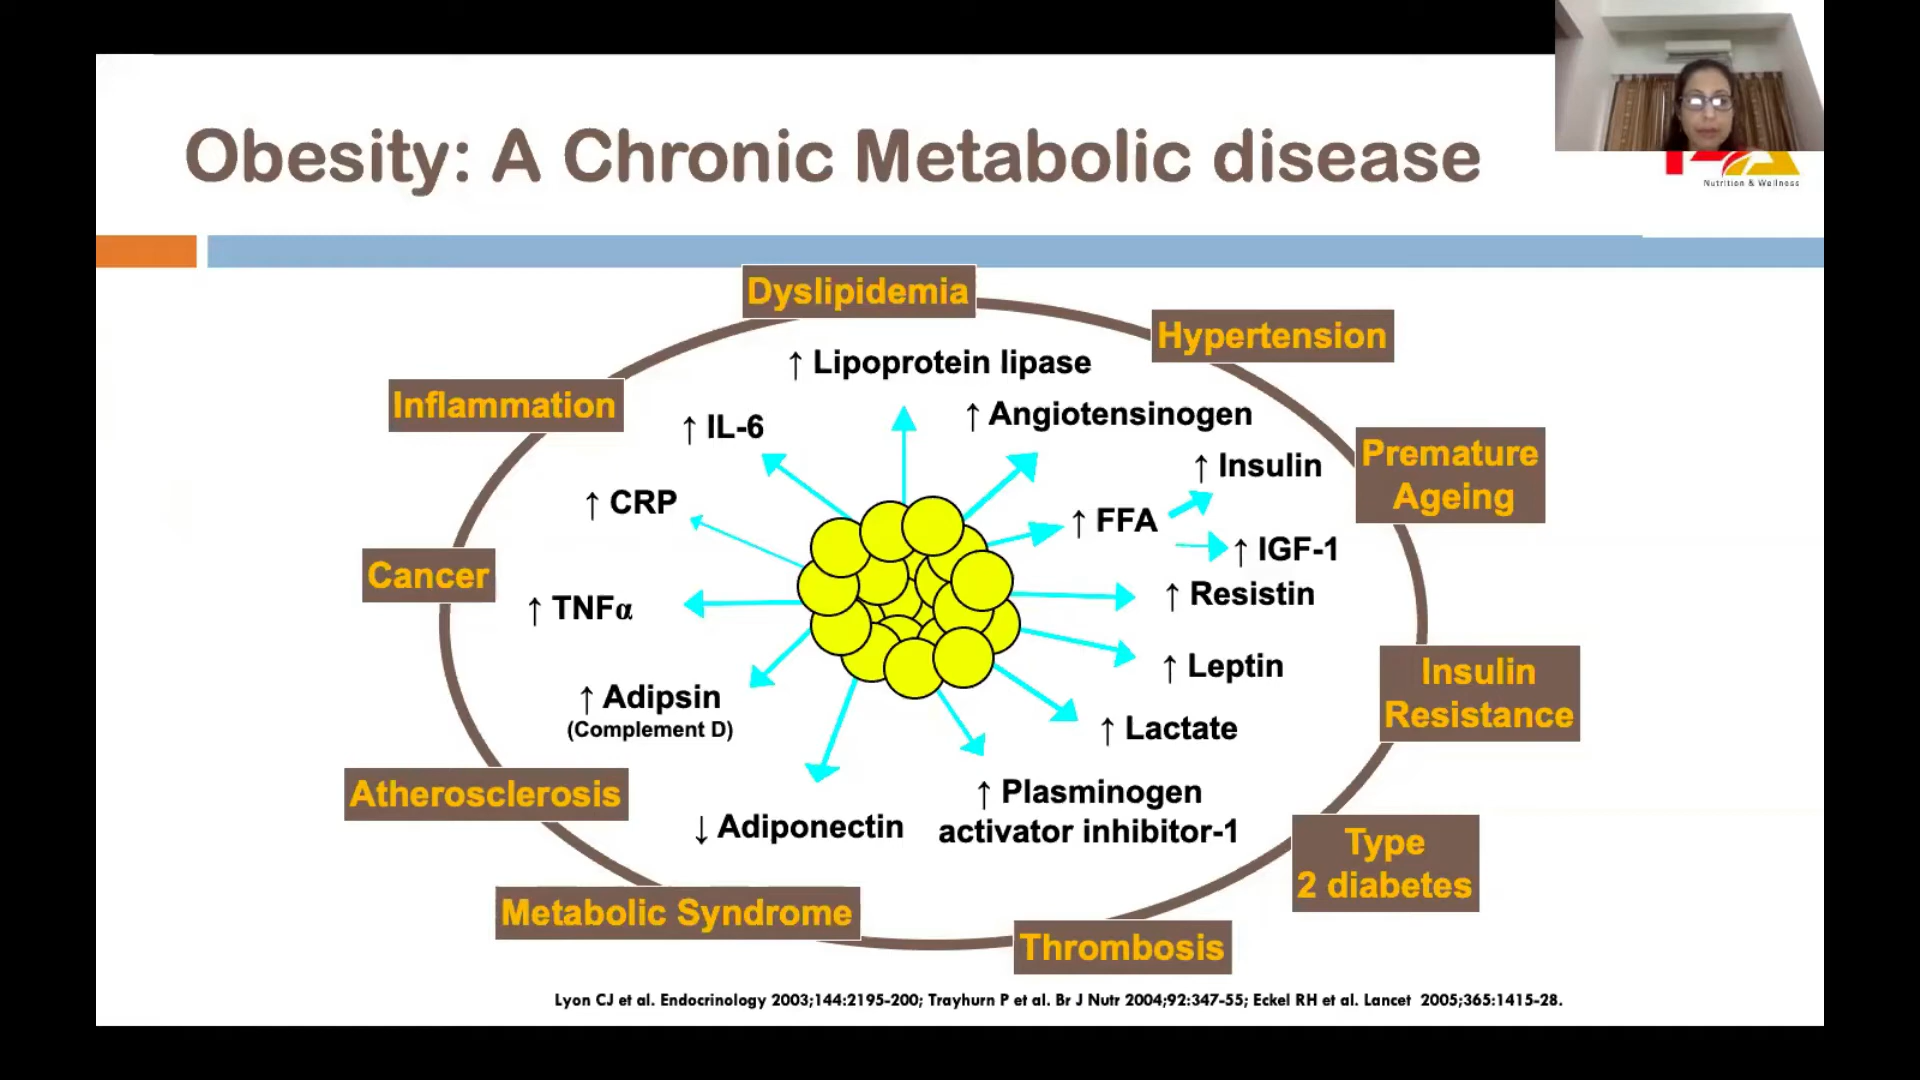 Obesity: A Chronic Metabolic disease
Nutrition & Wellness
Dyslipidemia
Hypertension
↑ Lipoprotein lipase
Inflammation
↑ IL-6
↑ Angiotensinogen
↑ Insulin
Premature
Ageing
↑ CRP
↑ FFA
↑ IGF-1
Cancer
↑ TNFα
↑ Resistin
↑ Leptin
Insulin
Resistance
↑ Adipsin
(Complement D)
↑ Lactate
Atherosclerosis
↑ Plasminogen
activator inhibitor-1
↓ Adiponectin
Type
2 diabetes
Metabolic Syndrome
Thrombosis
Lyon CJ et al. Endocrinology 2003;144:2195-200; Trayhurn P et al. Br J Nutr 2004;92:347-55; Eckel RH et al. Lancet 2005;365:1415-28.